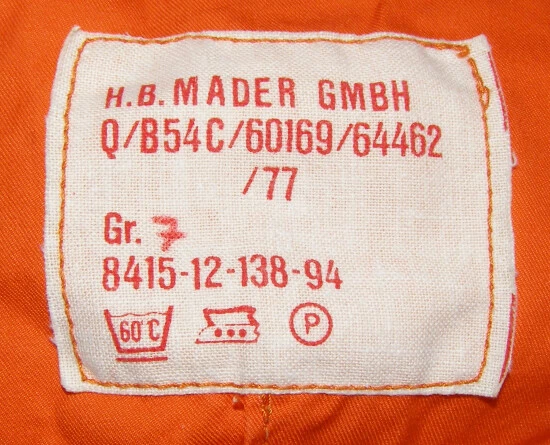 H.B. MADER GMBH
Q/B54C/60169/64462
/77
Gr. 7
8415-12-138-94
60°C P